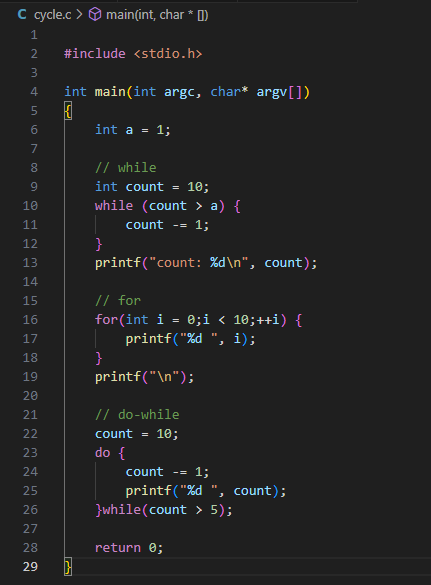 C cycle.c > main(int, char * [])
1
2 #include <stdio.h>
3
4 int main(int argc, char* argv[])
5 {
6     int a = 1;
7
8     // while
9     int count = 10;
10     while (count > a) {
11         count -= 1;
12     }
13     printf("count: %d\n", count);
14
15     // for
16     for(int i = 0;i < 10;++i) {
17         printf("%d ", i);
18     }
19     printf("\n");
20
21     // do-while
22     count = 10;
23     do {
24         count -= 1;
25         printf("%d ", count);
26     }while(count > 5);
27
28     return 0;
29 }